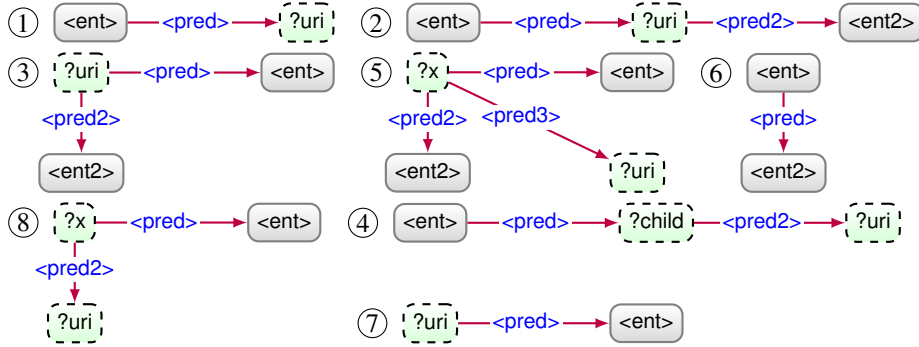 ① <ent> <pred> ?uri ② <ent> <pred> ?uri <pred2> <ent2>
③ ?uri <pred> <ent> ⑤ ?x <pred> <ent> ⑥ <ent>
<pred2> <pred2> <pred3> <pred>
<ent2> <ent2> ?uri <ent2>
⑧ ?x <pred> <ent> ④ <ent> <pred> ?child <pred2> ?uri
<pred2>
?uri ⑦ ?uri <pred> <ent>